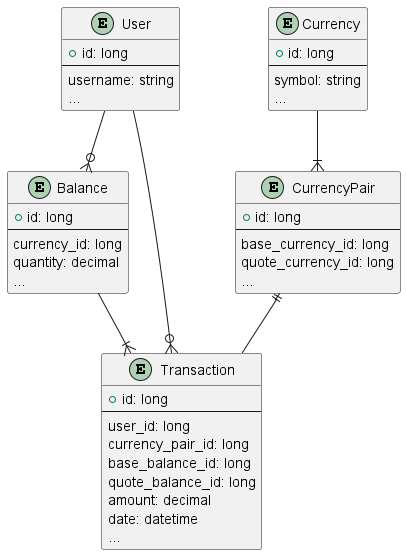 E User
id: long
username: string
...
E Currency
id: long
symbol: string
...
E Balance
id: long
currency_id: long
quantity: decimal
...
E CurrencyPair
id: long
base_currency_id: long
quote_currency_id: long
...
E Transaction
id: long
user_id: long
currency_pair_id: long
base_balance_id: long
quote_balance_id: long
amount: decimal
date: datetime
...